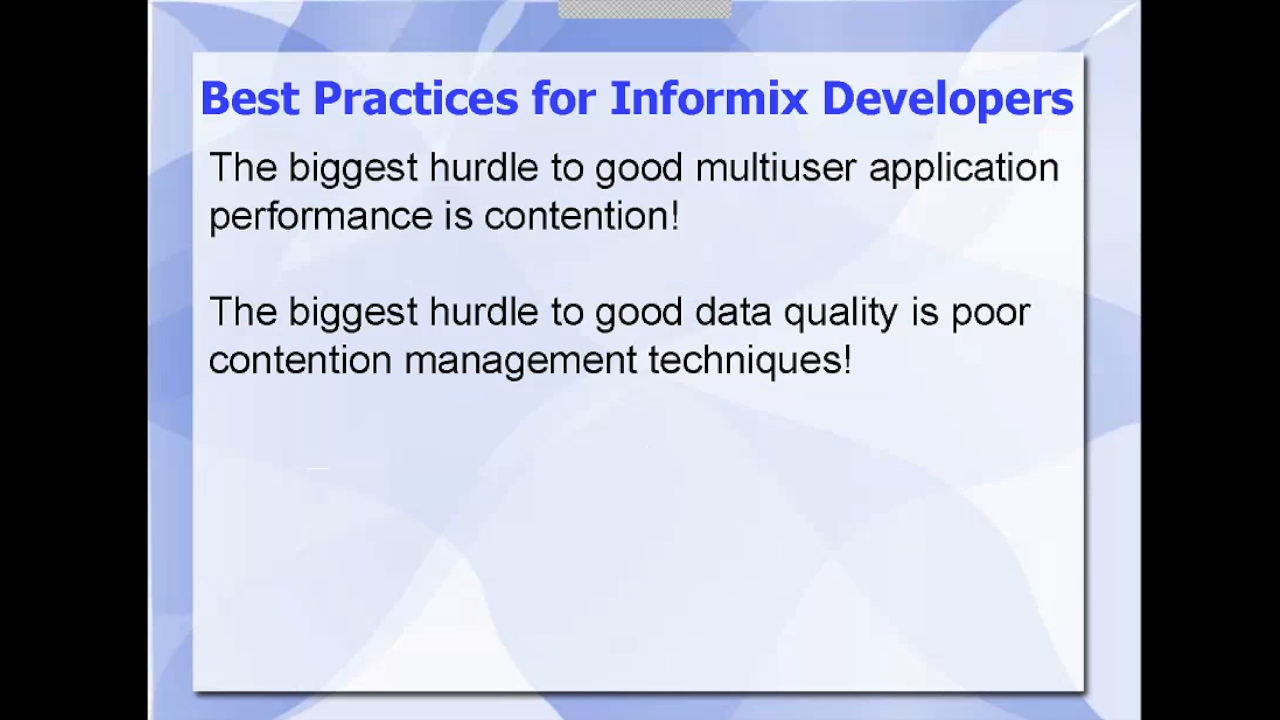 Best Practices for Informix Developers
The biggest hurdle to good multiuser application
performance is contention!
The biggest hurdle to good data quality is poor
contention management techniques!